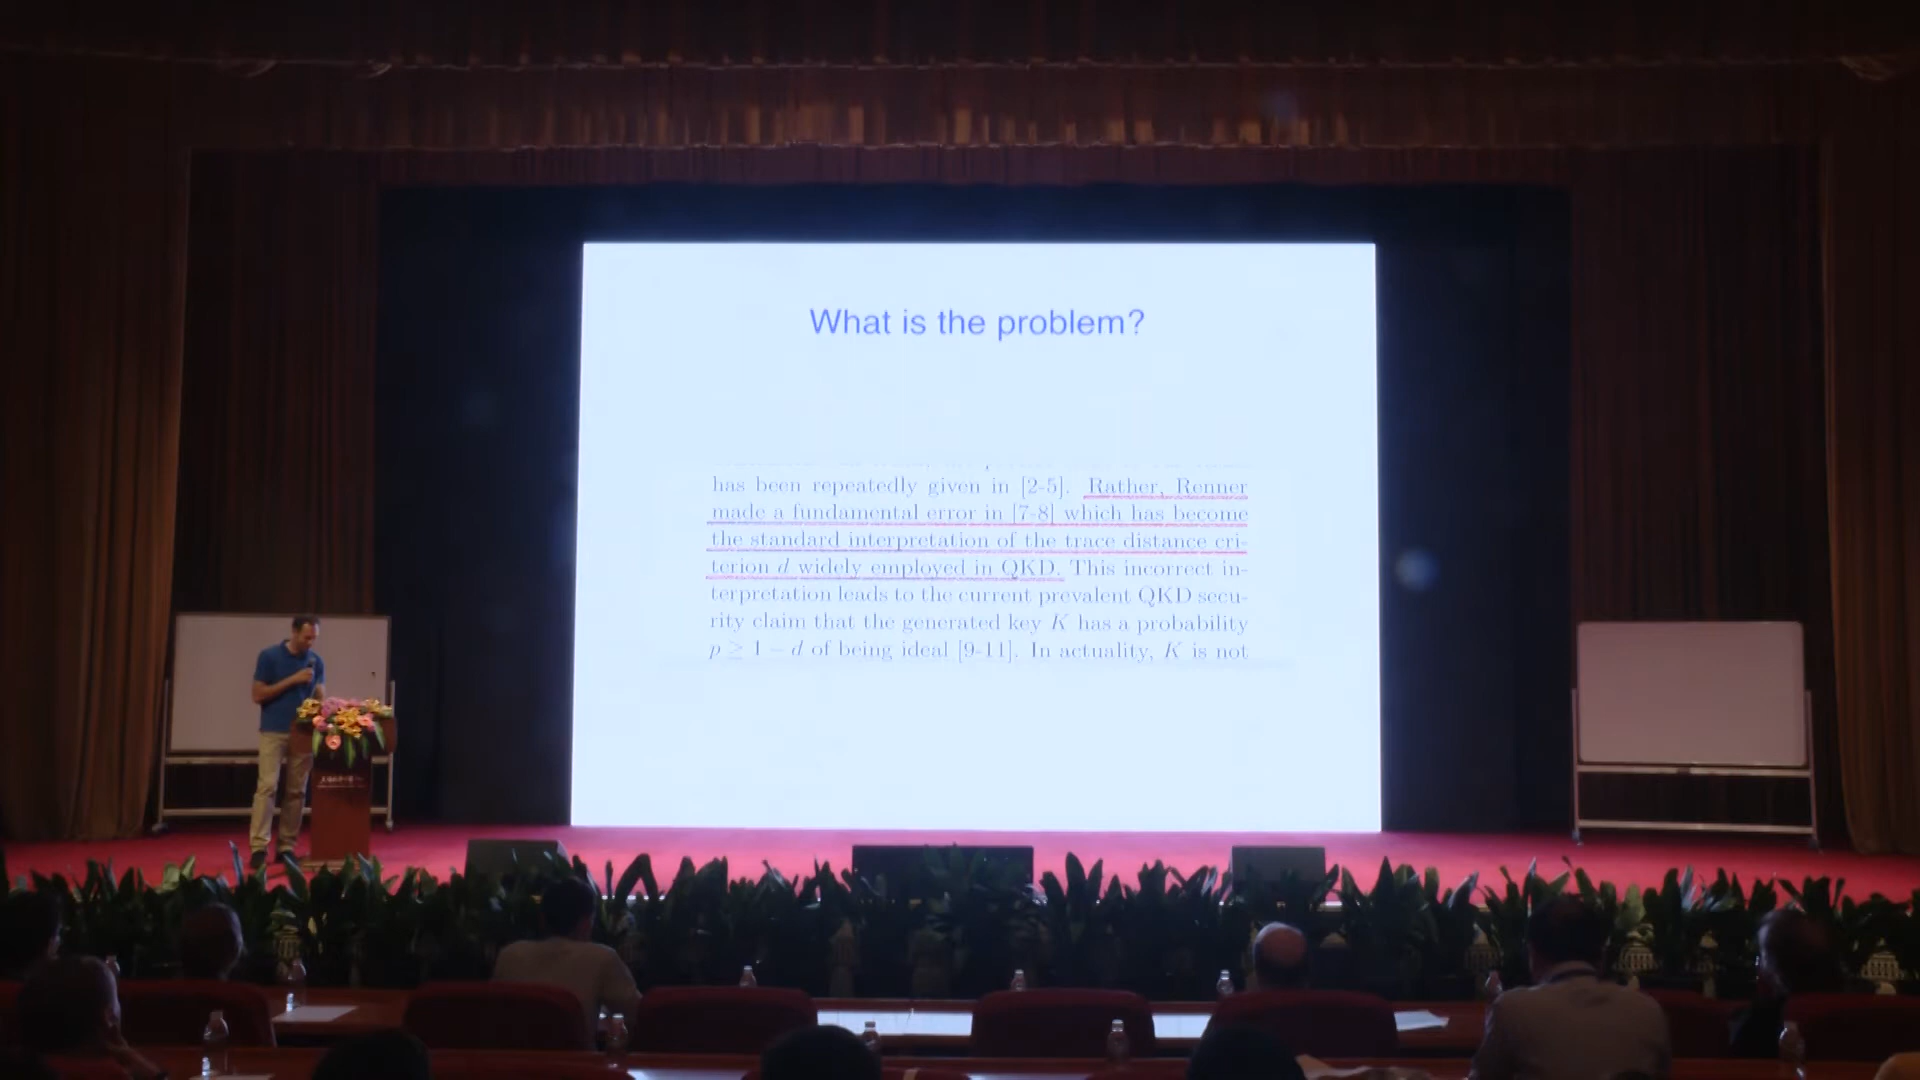 What is the problem?
has been repeatedly given in [2-5]. Rather, Renner
made a fundamental error in [7-8] which has become
the standard interpretation of the trace distance cri-
terion d widely employed in QKD. This incorrect in-
terpretation leads to the current prevalent QKD secu-
rity claim that the generated key K has a probability
p ≥ 1 − d of being ideal [9-11]. In actuality, K is not